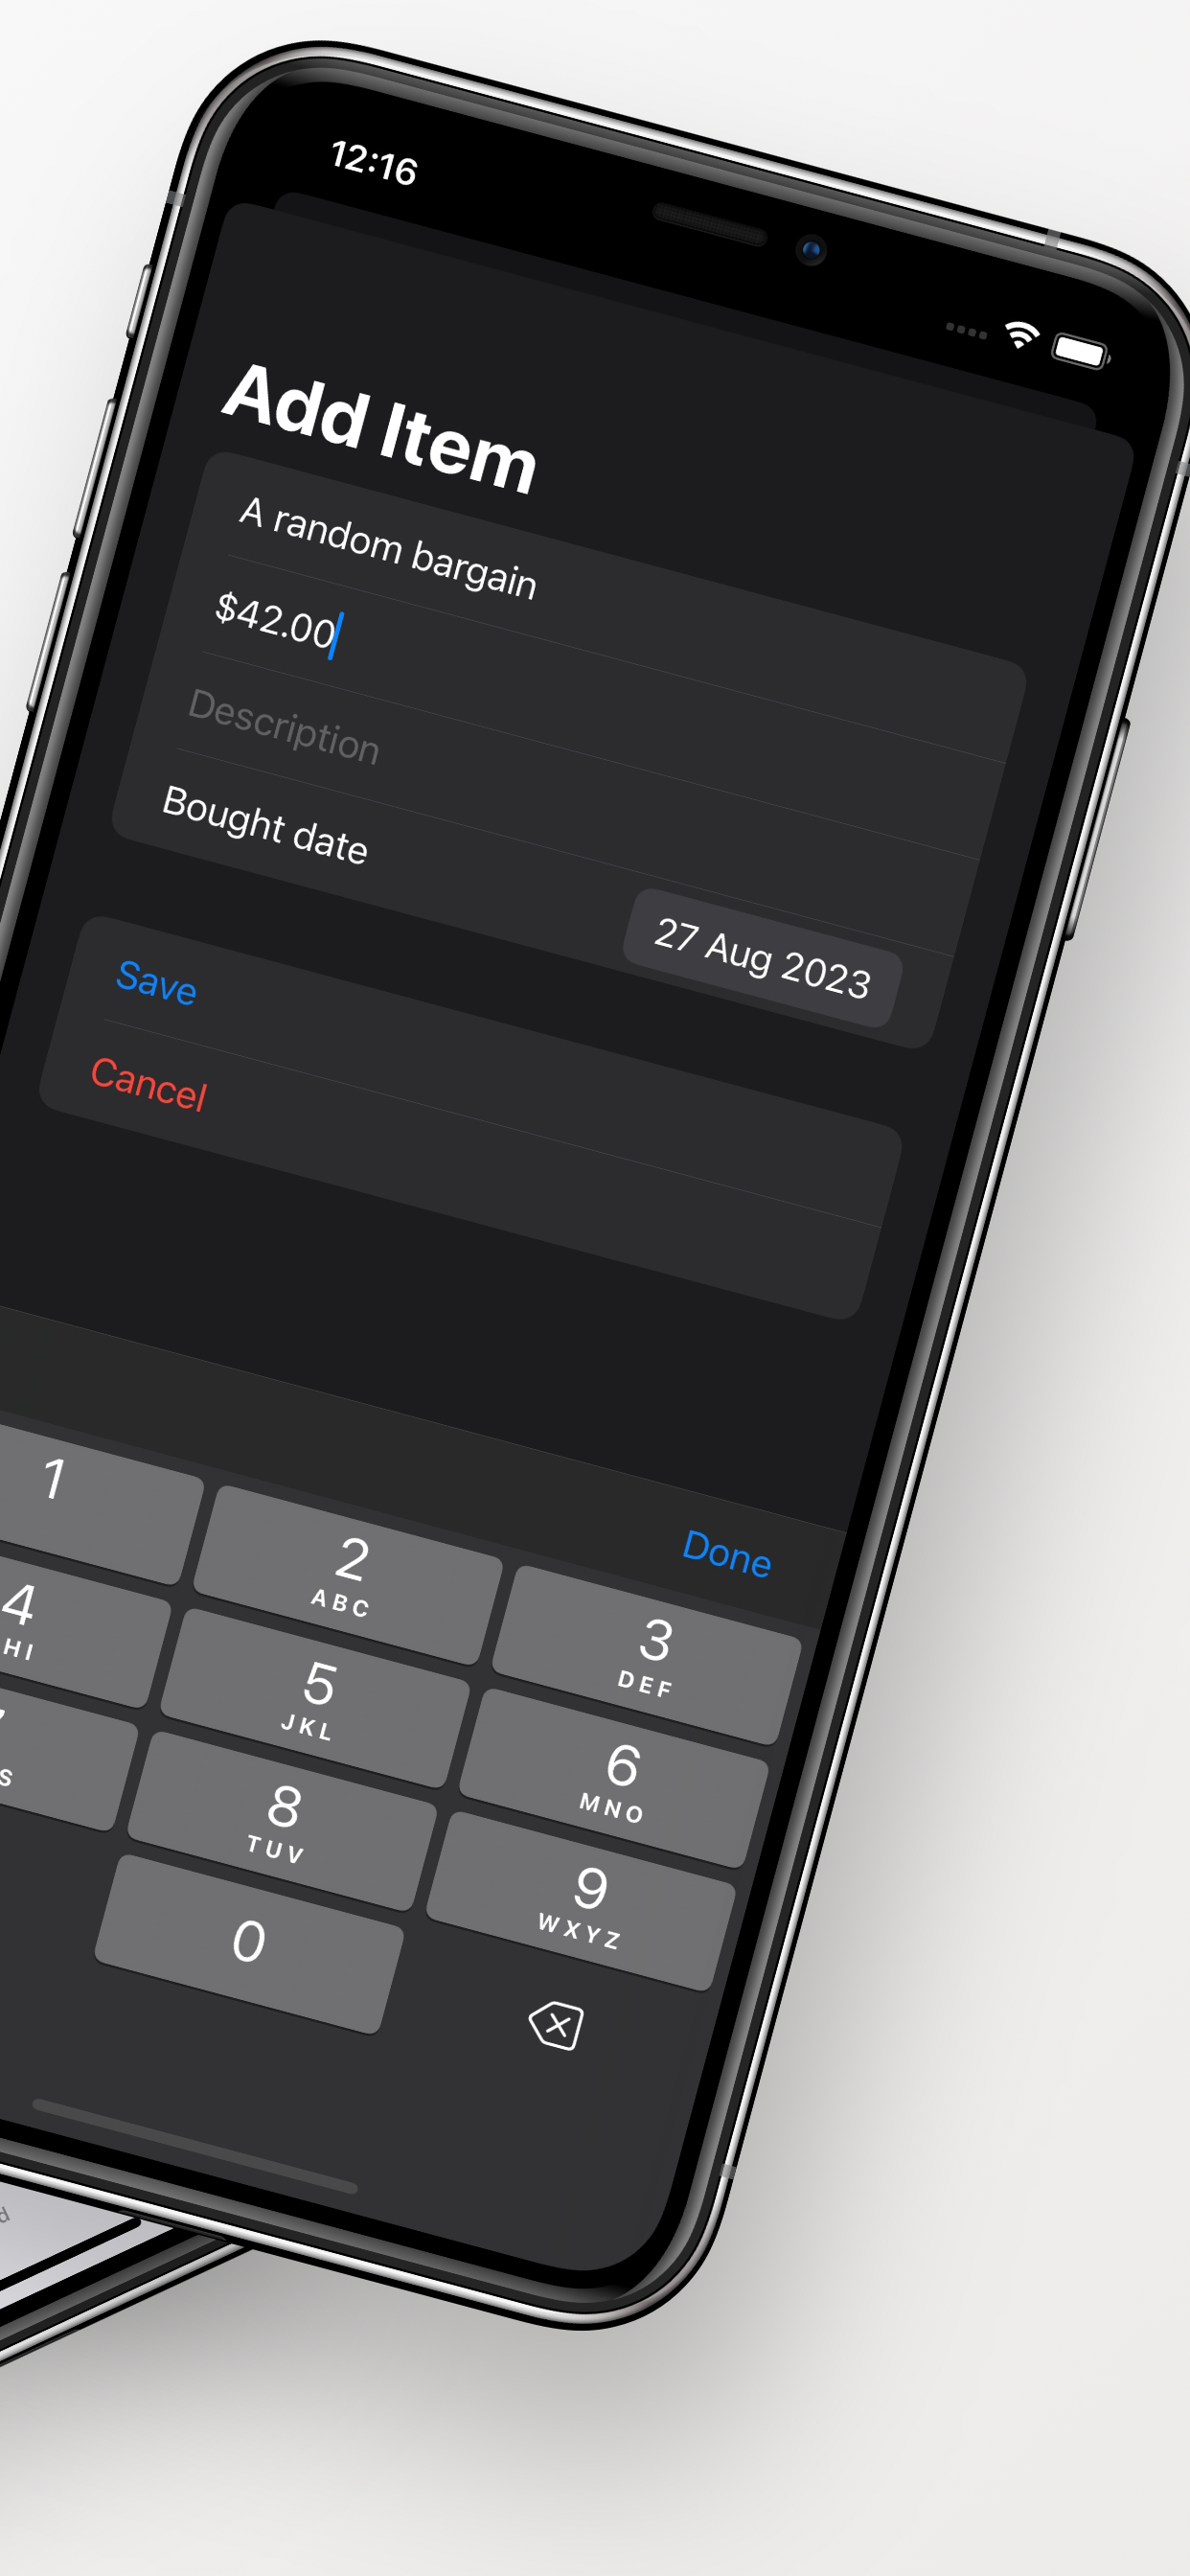 12:16
Add Item
A random bargain
$42.00
Description
Bought date
27 Aug 2023
Save
Cancel
Done
1
2
ABC
3
DEF
4
HI
5
JKL
6
MNO
S
8
TUV
9
WXYZ
0
d